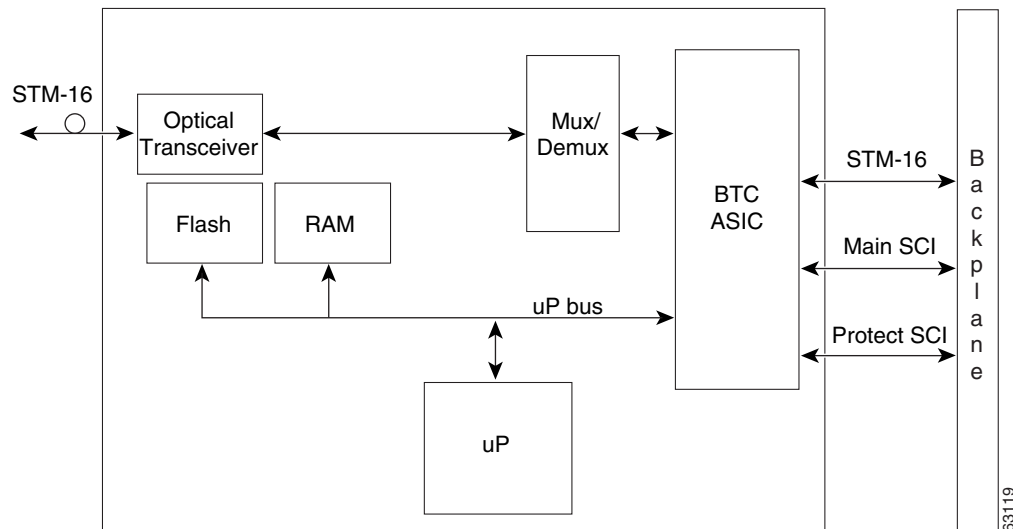 STM-16
Optical
Transceiver
Mux/
Demux
BTC
ASIC
STM-16
Main SCI
Protect SCI
Backplane
Flash
RAM
uP bus
uP
63119